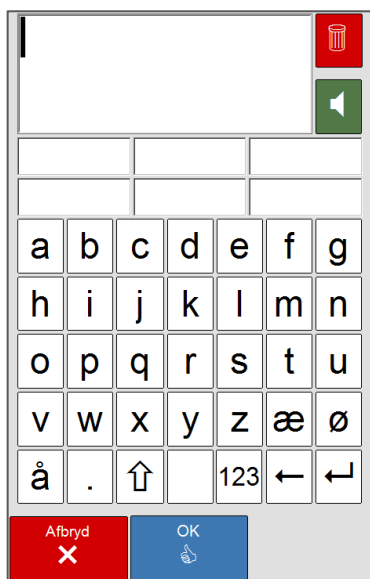 a b c d e f g
h i j k l m n
o p q r s t u
v w x y z æ ø
å . ⇧ 123 ← ↵
Afbryd OK